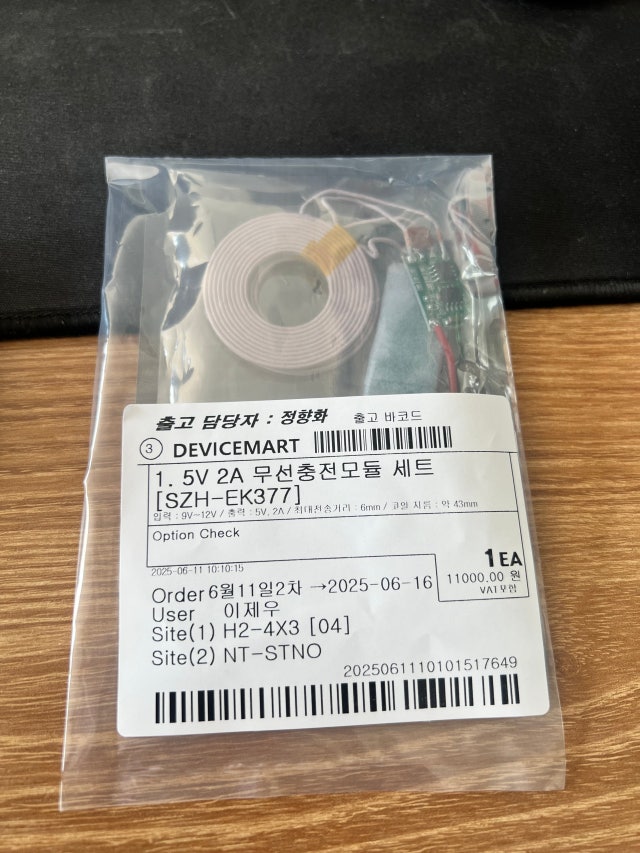 출고 담당자 : 정향화 출고 바코드
3 DEVICEMART
1. 5V 2A 무선충전모듈 세트
[SZH-EK377]
입력 : 9V~12V / 출력 : 5V, 2A / 최대전송거리 : 6mm / 코일 지름 : 약 43mm
Option Check
2025-06-11 10:10:15
1 EA
11000.00 원
VAT포함
Order 6월11일2차 →2025-06-16
User 이제우
Site(1) H2-4X3 [04]
Site(2) NT-STNO
2025061110101517649